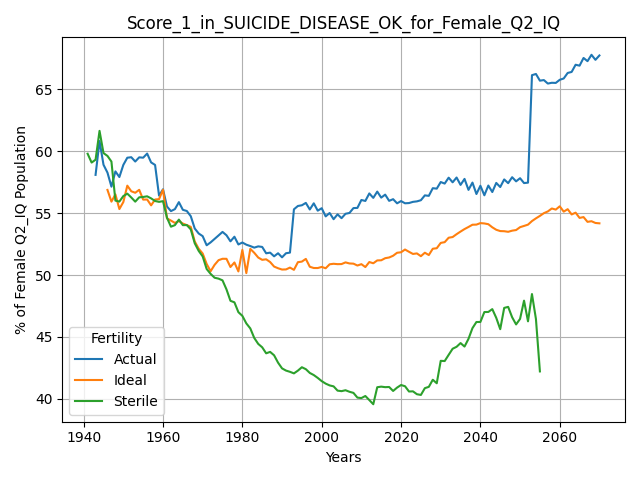 Score_1_in_SUICIDE_DISEASE_OK_for_Female_Q2_IQ
% of Female Q2_IQ Population
65
60
55
50
45
40
Fertility
Actual
Ideal
Sterile
1940 1960 1980 2000 2020 2040 2060
Years